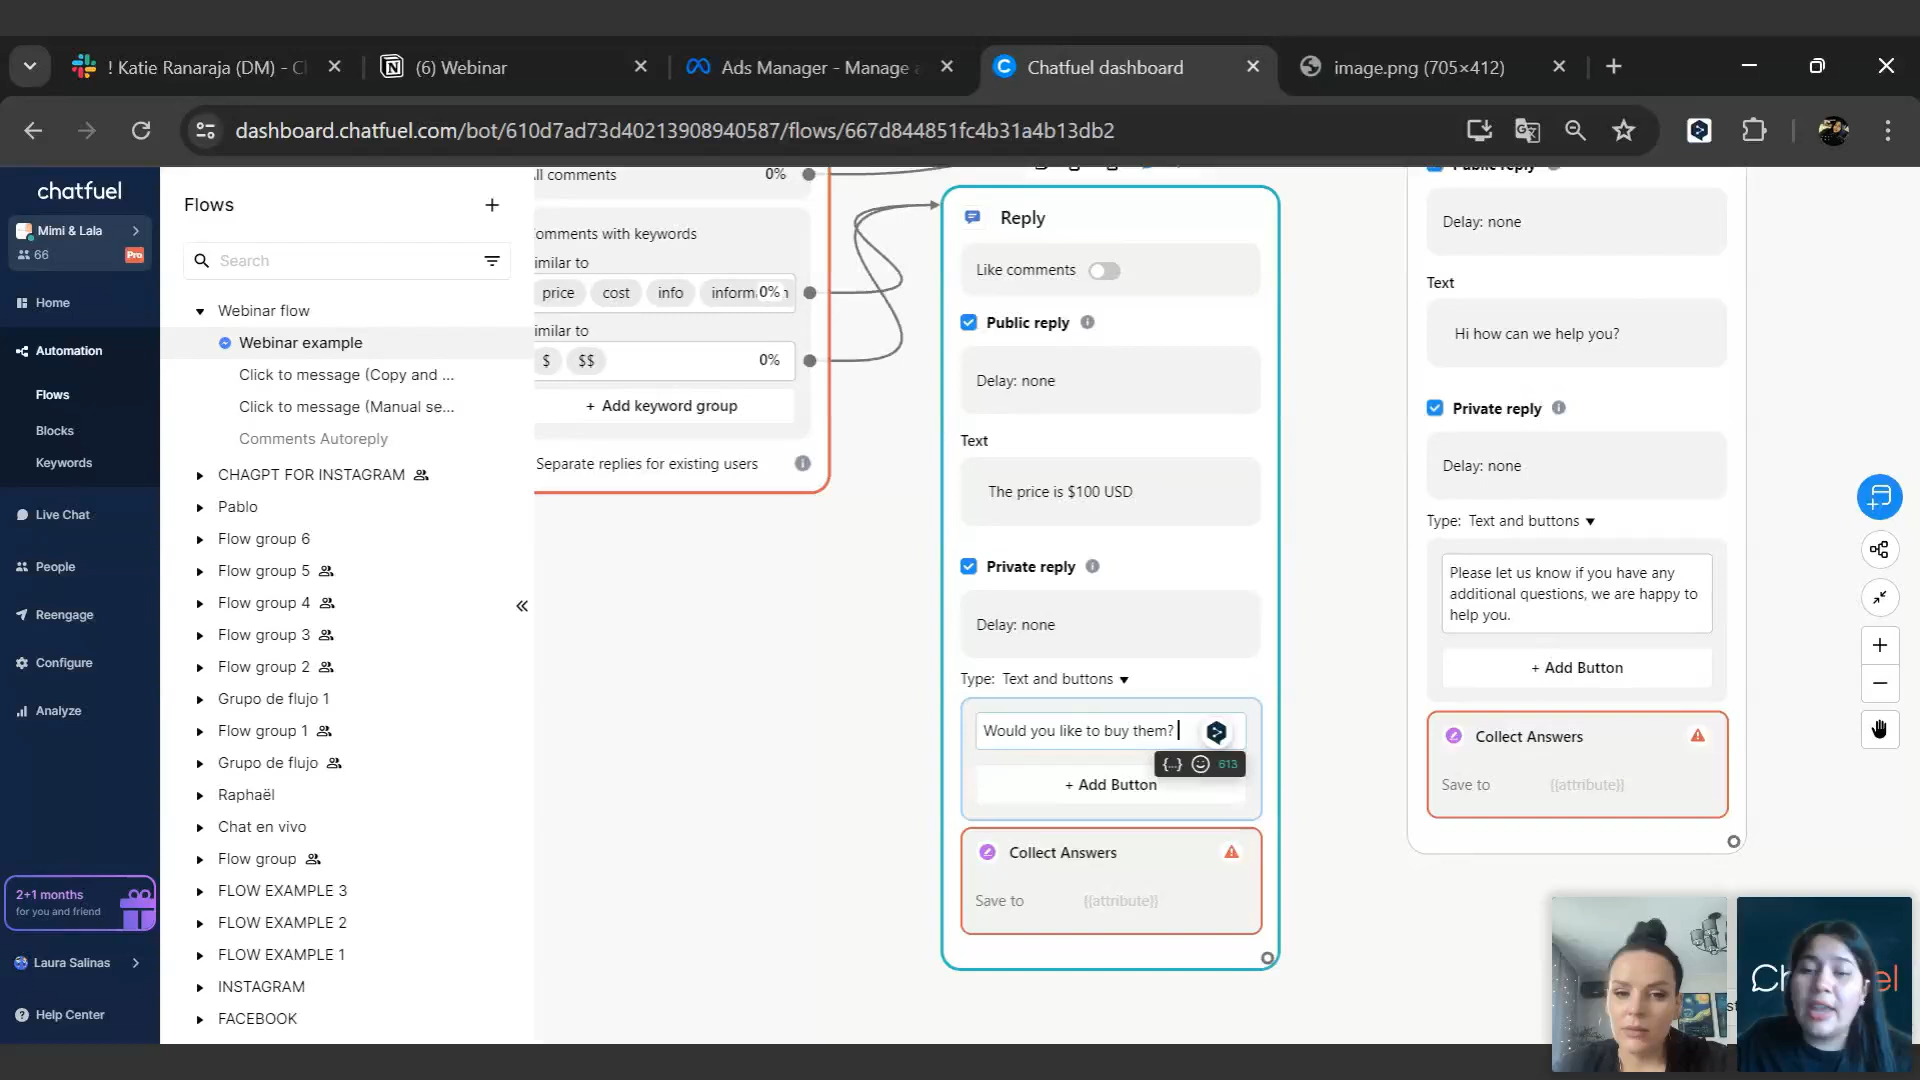 ! Katie Ranaraja (DM) - C
(6) Webinar
Ads Manager - Manage a
Chatfuel dashboard
image.png (705×412)
dashboard.chatfuel.com/bot/610d7ad73d40213908940587/flows/667d844851fc4b31a4b13db2
chatfuel
Mimi & Lala
66
Pro
Home
Automation
Flows
Blocks
Keywords
Live Chat
People
Reengage
Configure
Analyze
2+1 months
for you and friend
Laura Salinas
Help Center
Flows
Search
Webinar flow
Webinar example
Click to message (Copy and ...
Click to message (Manual se...
Comments Autoreply
CHAGPT FOR INSTAGRAM
Pablo
Flow group 6
Flow group 5
Flow group 4
Flow group 3
Flow group 2
Grupo de flujo 1
Flow group 1
Grupo de flujo
Raphaël
Chat en vivo
Flow group
FLOW EXAMPLE 3
FLOW EXAMPLE 2
FLOW EXAMPLE 1
INSTAGRAM
FACEBOOK
ll comments 0%
omments with keywords
imilar to
price cost info inform 0%
imilar to
$ $$ 0%
+ Add keyword group
Separate replies for existing users
Reply
Like comments
Public reply
Delay: none
Text
The price is $100 USD
Private reply
Delay: none
Type: Text and buttons
Would you like to buy them?
{...} 613
+ Add Button
Collect Answers
Save to {{attribute}}
Public reply
Delay: none
Text
Hi how can we help you?
Private reply
Delay: none
Type: Text and buttons
Please let us know if you have any
additional questions, we are happy to
help you.
+ Add Button
Collect Answers
Save to {{attribute}}